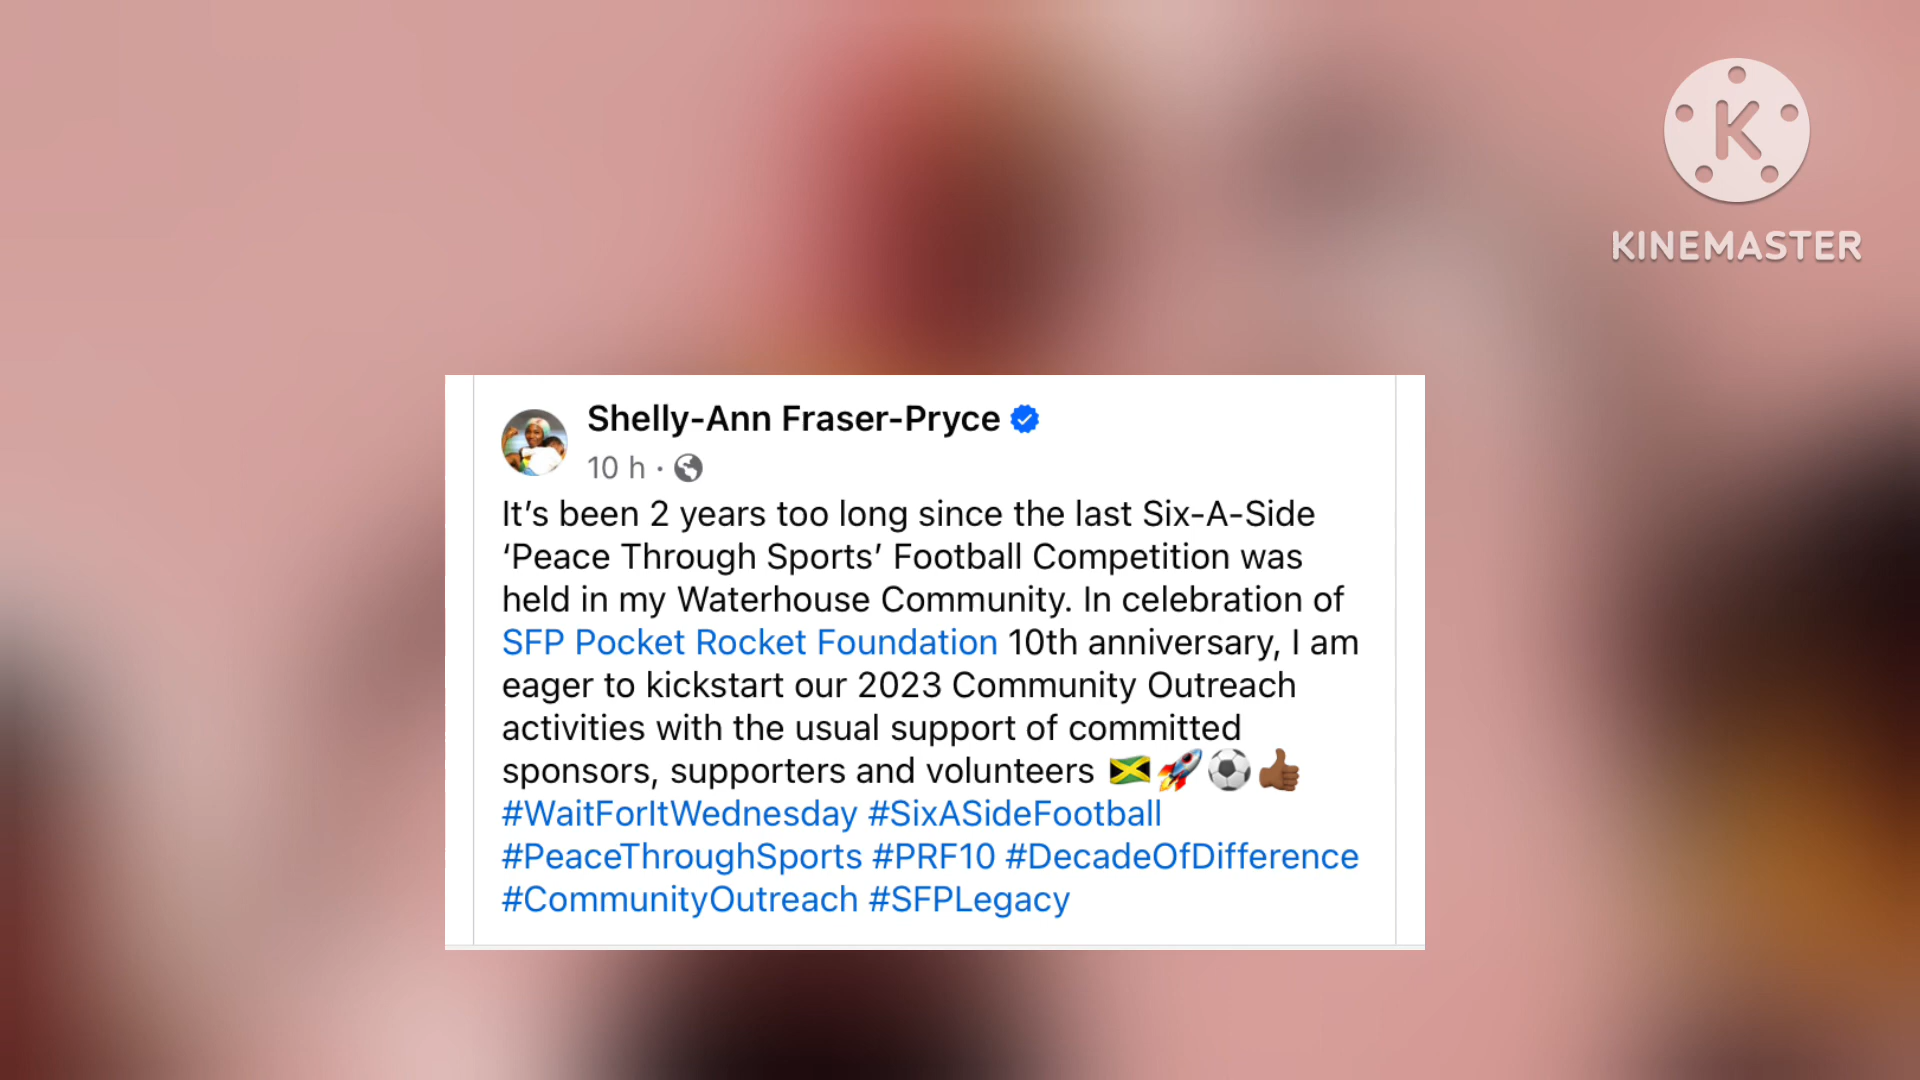 K
KINEMASTER
Shelly-Ann Fraser-Pryce
10 h ·
It's been 2 years too long since the last Six-A-Side
‘Peace Through Sports’ Football Competition was
held in my Waterhouse Community. In celebration of
SFP Pocket Rocket Foundation 10th anniversary, I am
eager to kickstart our 2023 Community Outreach
activities with the usual support of committed
sponsors, supporters and volunteers 🇯🇲🚀⚽👍🏾
#WaitForItWednesday #SixASideFootball
#PeaceThroughSports #PRF10 #DecadeOfDifference
#CommunityOutreach #SFPLegacy